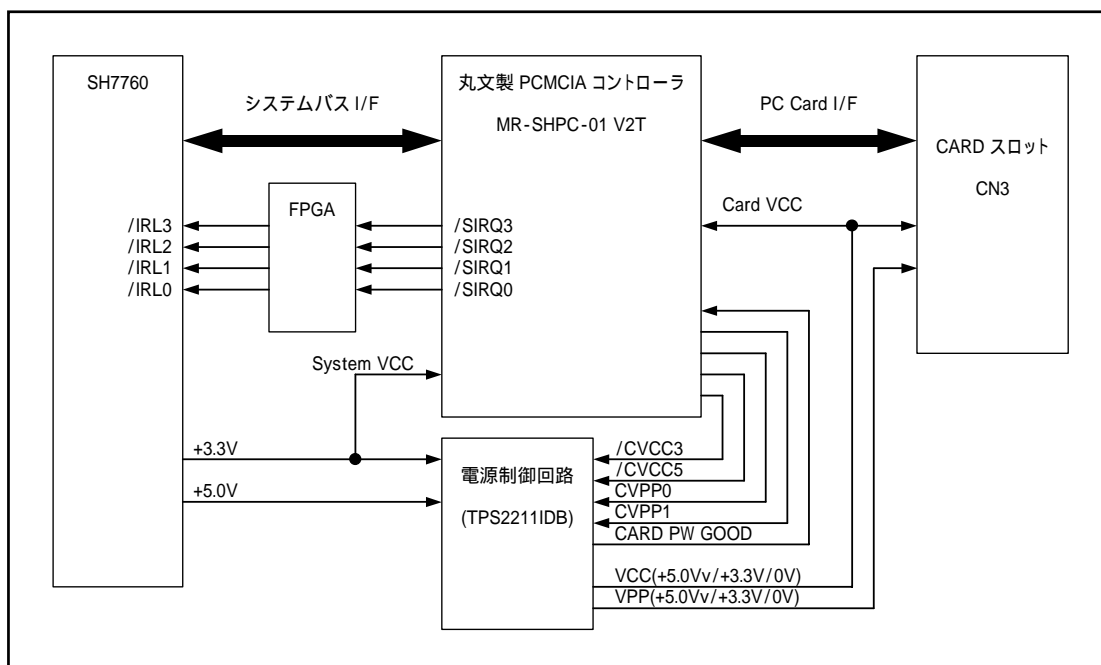 SH7760
システムバス I/F
丸文製 PCMCIA コントローラ
MR-SHPC-01 V2T
PC Card I/F
CARD スロット
CN3
FPGA
Card VCC
/IRL3
/IRL2
/IRL1
/IRL0
/SIRQ3
/SIRQ2
/SIRQ1
/SIRQ0
System VCC
+3.3V
+5.0V
電源制御回路
(TPS2211IDB)
/CVCC3
/CVCC5
CVPP0
CVPP1
CARD PW GOOD
VCC(+5.0Vv/+3.3V/0V)
VPP(+5.0Vv/+3.3V/0V)